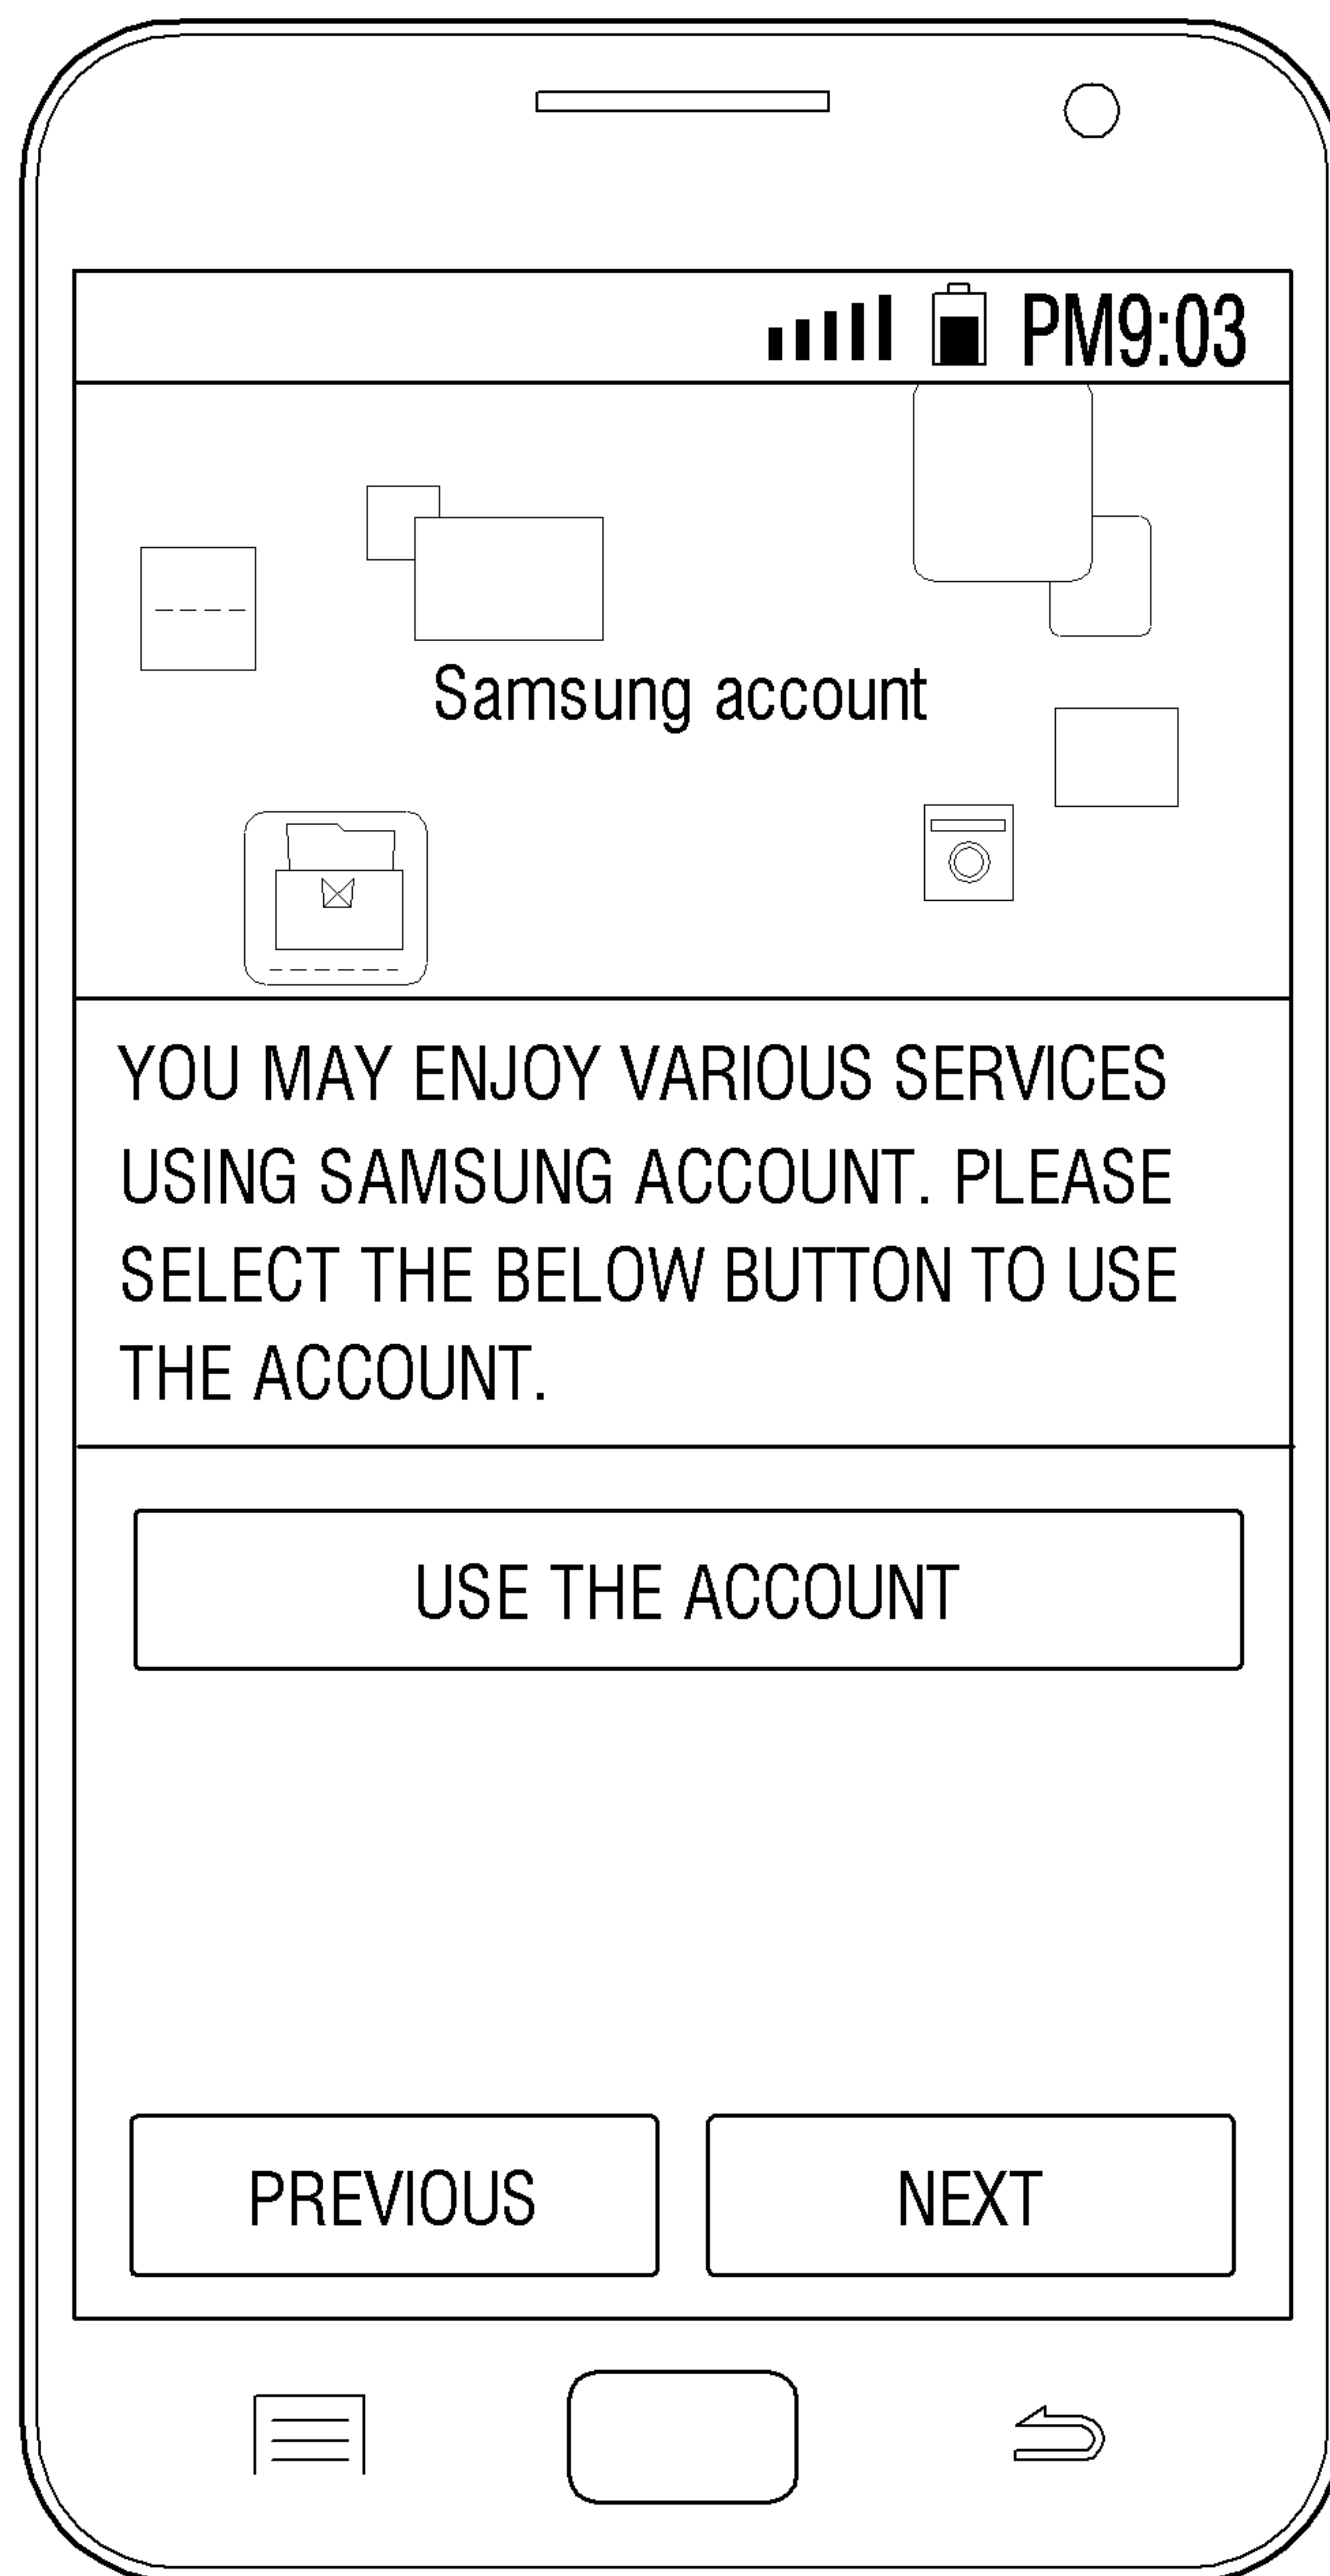 PM9:03
Samsung account
YOU MAY ENJOY VARIOUS SERVICES
USING SAMSUNG ACCOUNT. PLEASE
SELECT THE BELOW BUTTON TO USE
THE ACCOUNT.
USE THE ACCOUNT
PREVIOUS
NEXT